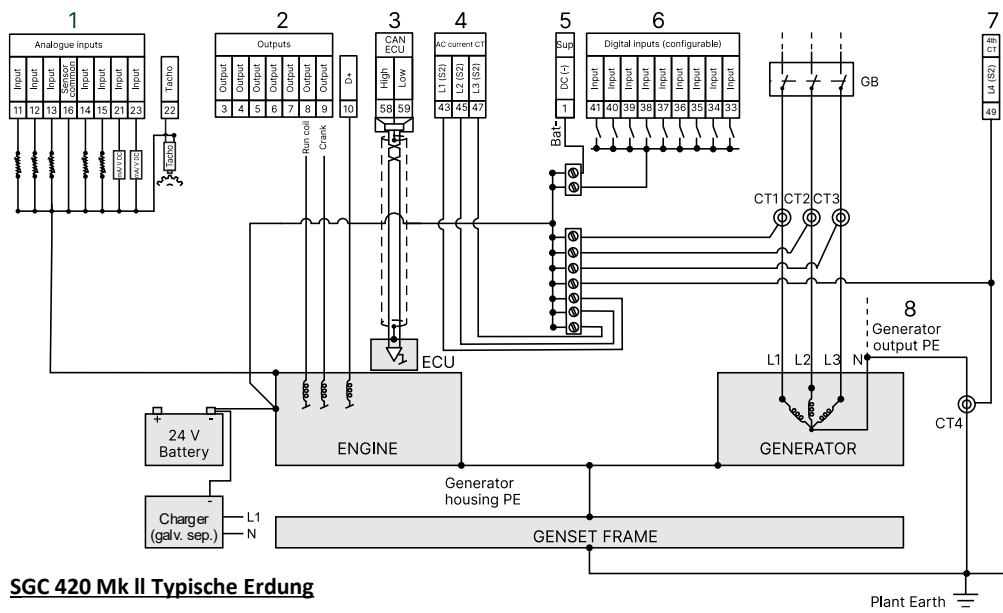 1
2
3
4
5
6
7
Analogue inputs
Input
Input
Input
Sensor common
Input
Input
Input
Input
11
12
13
16
14
15
21
23
Tacho
22
Tacho
mA/V DC
mA/V DC
Outputs
Output
Output
Output
Output
Output
Output
Output
3
4
5
6
7
8
9
D+
10
Run coil
Crank
CAN ECU
High
Low
58
59
AC current CT
L1 (S2)
L2 (S2)
L3 (S2)
43
45
47
Sup
DC (-)
1
Bat-
Digital inputs (configurable)
Input
Input
Input
Input
Input
Input
Input
Input
Input
41
40
39
38
37
36
35
34
33
GB
4th CT
L4 (S2)
49
CT1
CT2
CT3
8
Generator output PE
L1
L2
L3
N
ECU
CT4
+
-
24 V
Battery
ENGINE
GENERATOR
Generator
housing PE
-
Charger
(galv. sep.)
L1
N
GENSET FRAME
SGC 420 Mk ll Typische Erdung
Plant Earth